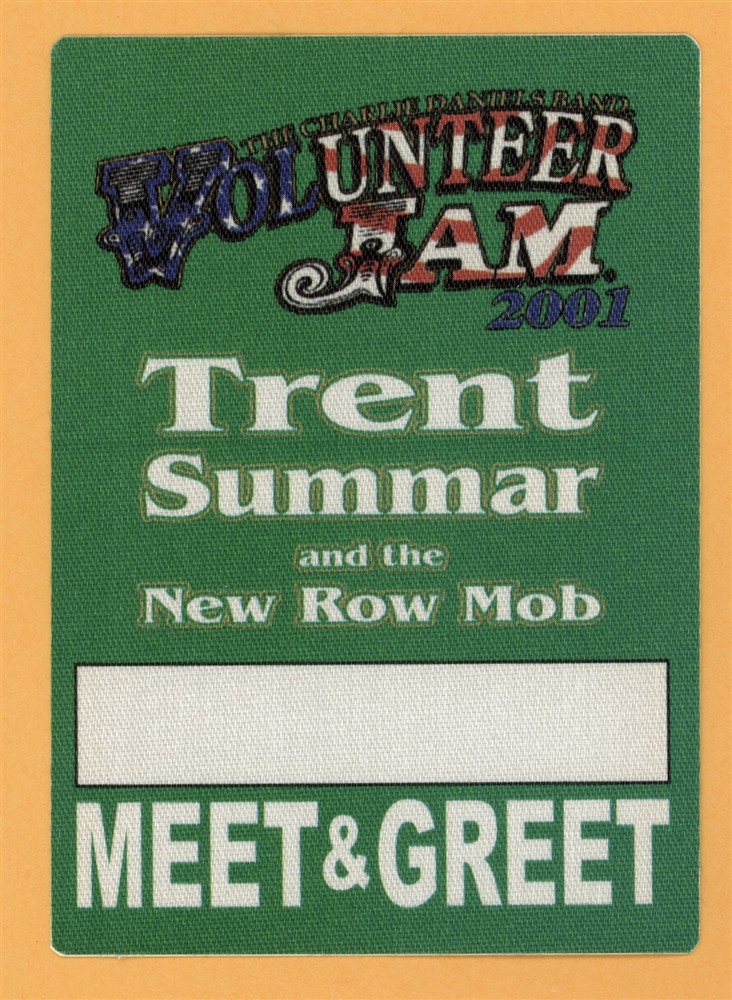 THE CHARLIE DANIELS BAND
VOLUNTEER
JAM.
2001
Trent
Summar
and the
New Row Mob
MEET & GREET